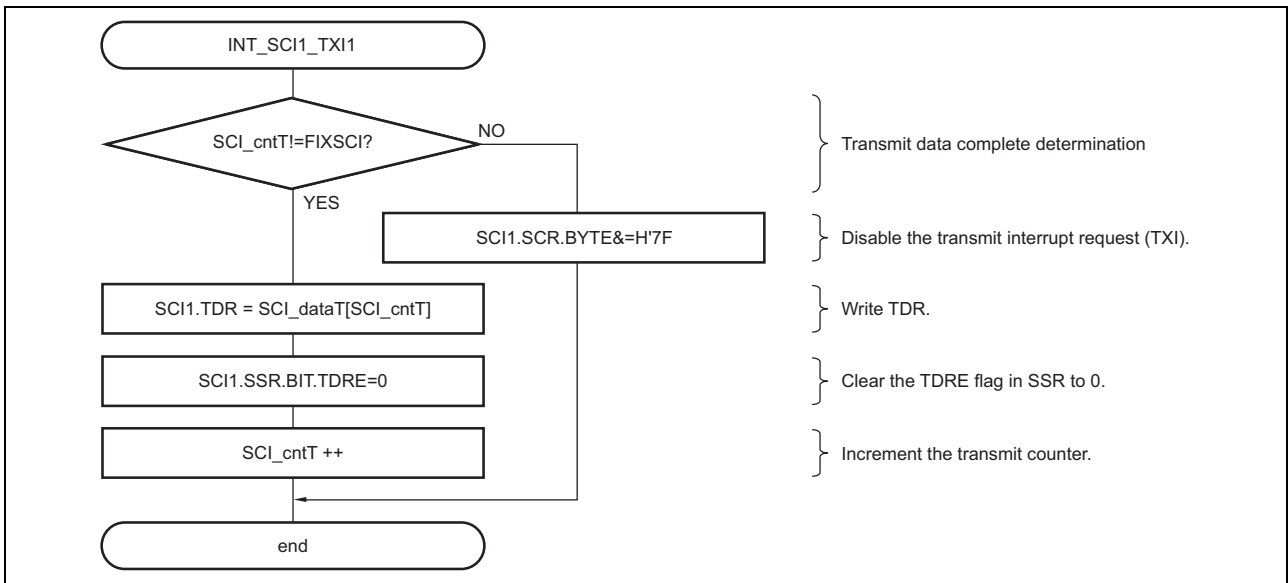 INT_SCI1_TXI1
SCI_cntT!=FIXSCI?
NO
Transmit data complete determination
YES
SCI1.SCR.BYTE&=H'7F
Disable the transmit interrupt request (TXI).
SCI1.TDR = SCI_dataT[SCI_cntT]
Write TDR.
SCI1.SSR.BIT.TDRE=0
Clear the TDRE flag in SSR to 0.
SCI_cntT ++
Increment the transmit counter.
end